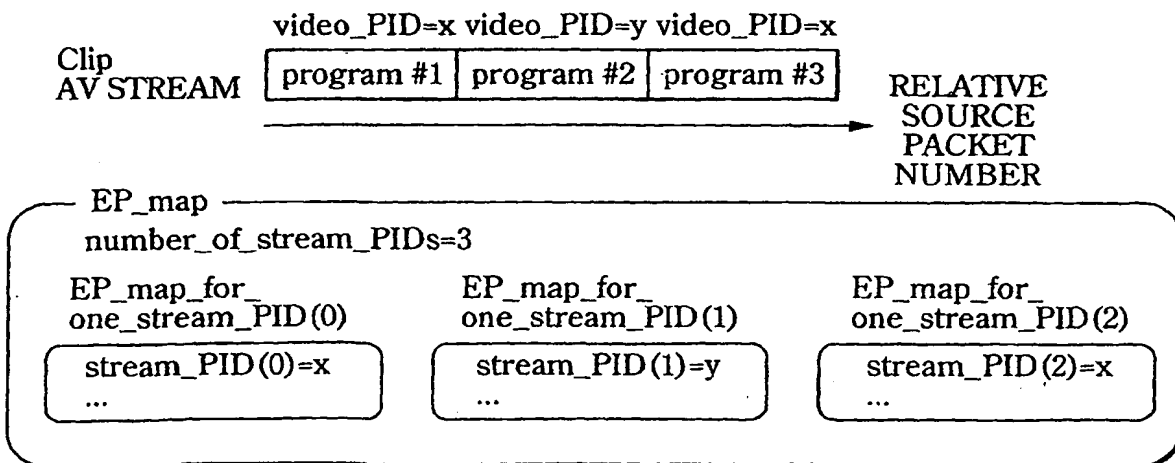 video_PID=x video_PID=y video_PID=x
Clip
AV STREAM
program #1 program #2 program #3
RELATIVE
SOURCE
PACKET
NUMBER
EP_map
number_of_stream_PIDs=3
EP_map_for_
one_stream_PID(0)
stream_PID(0)=x
...
EP_map_for_
one_stream_PID(1)
stream_PID(1)=y
...
EP_map_for_
one_stream_PID(2)
stream_PID(2)=x
...